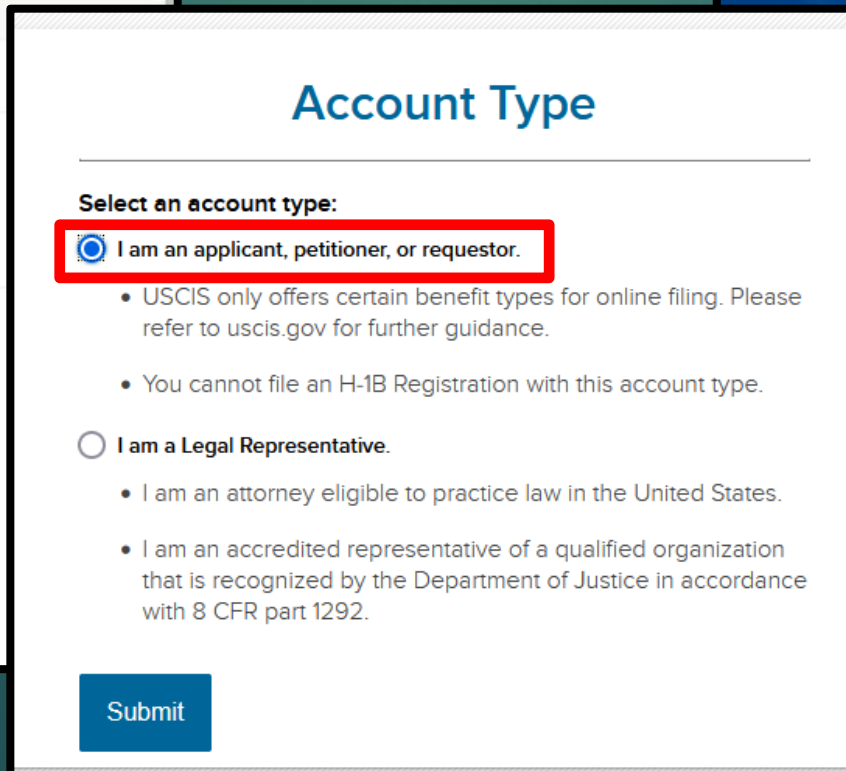 Account Type
Select an account type:
I am an applicant, petitioner, or requestor.
• USCIS only offers certain benefit types for online filing. Please
refer to uscis.gov for further guidance.
• You cannot file an H-1B Registration with this account type.
I am a Legal Representative.
• I am an attorney eligible to practice law in the United States.
• I am an accredited representative of a qualified organization
that is recognized by the Department of Justice in accordance
with 8 CFR part 1292.
Submit